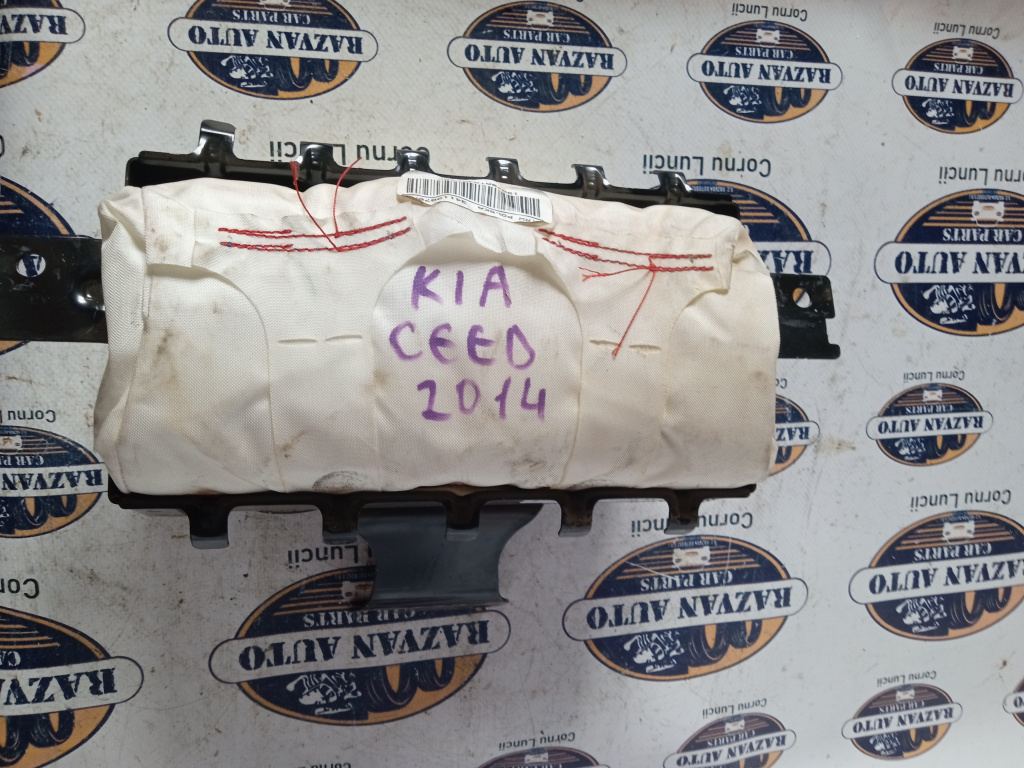 KIA
CEED
2014
RAZVAN AUTO
CAR PARTS
Cornu Luncii